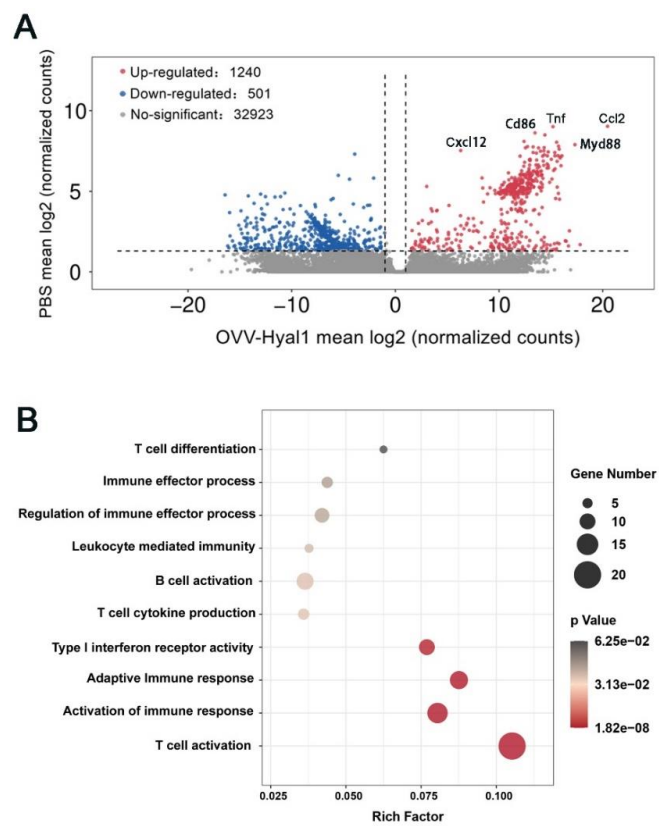 A
Up-regulated: 1240
Down-regulated: 501
No-significant: 32923
Cxcl12
Cd86
Tnf
Ccl2
Myd88
PBS mean log2 (normalized counts)
10
5
0
−20
−10
0
10
20
OVV-Hyal1 mean log2 (normalized counts)
B
T cell differentiation
Immune effector process
Regulation of immune effector process
Leukocyte mediated immunity
B cell activation
T cell cytokine production
Type I interferon receptor activity
Adaptive Immune response
Activation of immune response
T cell activation
0.025
0.050
0.075
0.100
Rich Factor
Gene Number
5
10
15
20
p Value
6.25e−02
3.13e−02
1.82e−08